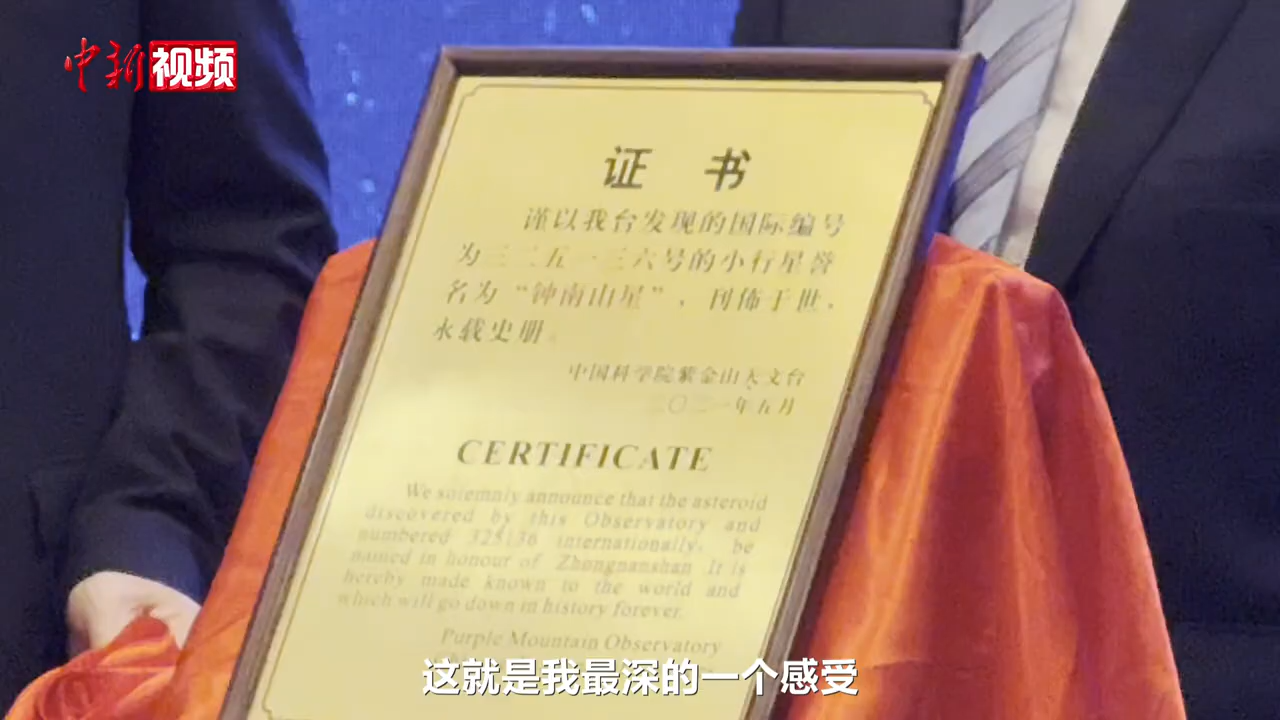 中新视频
证 书
谨以我台发现的国际编号
为三二五一三六号的小行星誉
名为“钟南山星”，刊佈于世，
永载史册。
中国科学院紫金山天文台
二〇二一年五月
CERTIFICATE
We solemnly announce that the asteroid
discovered by this Observatory and
numbered 325136 internationally, be
named in honour of Zhongnanshan .It is
hereby made known to the world and
which will go down in history forever.
Purple Mountain Observatory
这就是我最深的一个感受